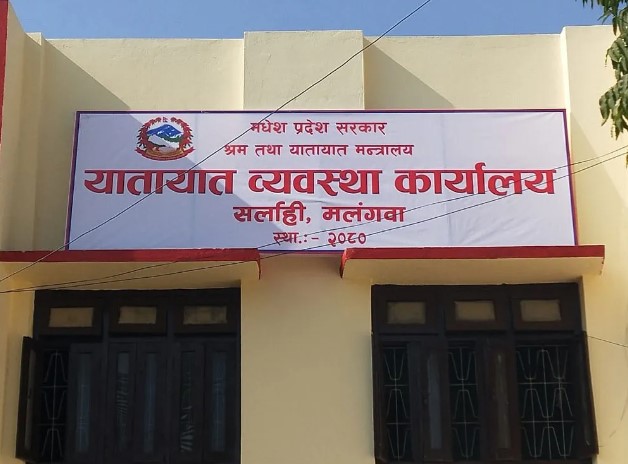 मधेश प्रदेश सरकार
श्रम तथा यातायात मन्त्रालय
यातायात व्यवस्था कार्यालय
सर्लाही, मलंगवा
स्था.:- २०८०